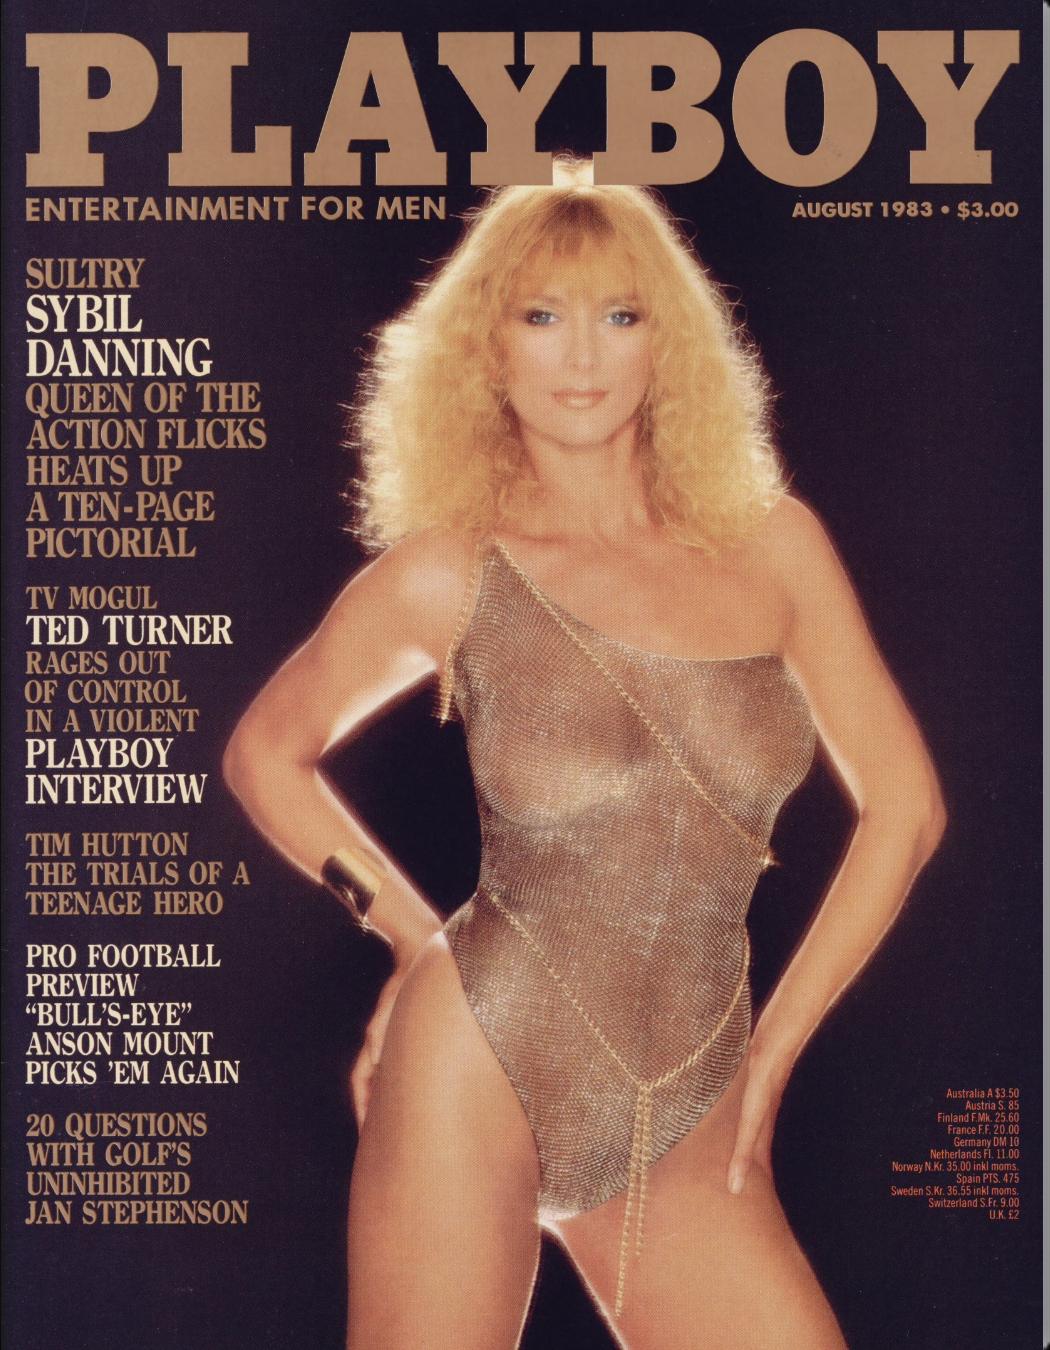 PLAYBOY
ENTERTAINMENT FOR MEN
AUGUST 1983 • $3.00
SULTRY
SYBIL
DANNING
QUEEN OF THE
ACTION FLICKS
HEATS UP
A TEN-PAGE
PICTORIAL
TV MOGUL
TED TURNER
RAGES OUT
OF CONTROL
IN A VIOLENT
PLAYBOY
INTERVIEW
TIM HUTTON
THE TRIALS OF A
TEENAGE HERO
PRO FOOTBALL
PREVIEW
“BULL’S-EYE”
ANSON MOUNT
PICKS ’EM AGAIN
20 QUESTIONS
WITH GOLF’S
UNINHIBITED
JAN STEPHENSON
Australia A $3.50
Austria S. 85
Finland F.Mk. 25.60
France F.F. 20.00
Germany DM 10
Netherlands Fl. 11.00
Norway N.Kr. 35.00 inkl moms.
Spain PTS. 475
Sweden S.Kr. 36.55 inkl moms.
Switzerland S.Fr. 9.00
U.K. £2